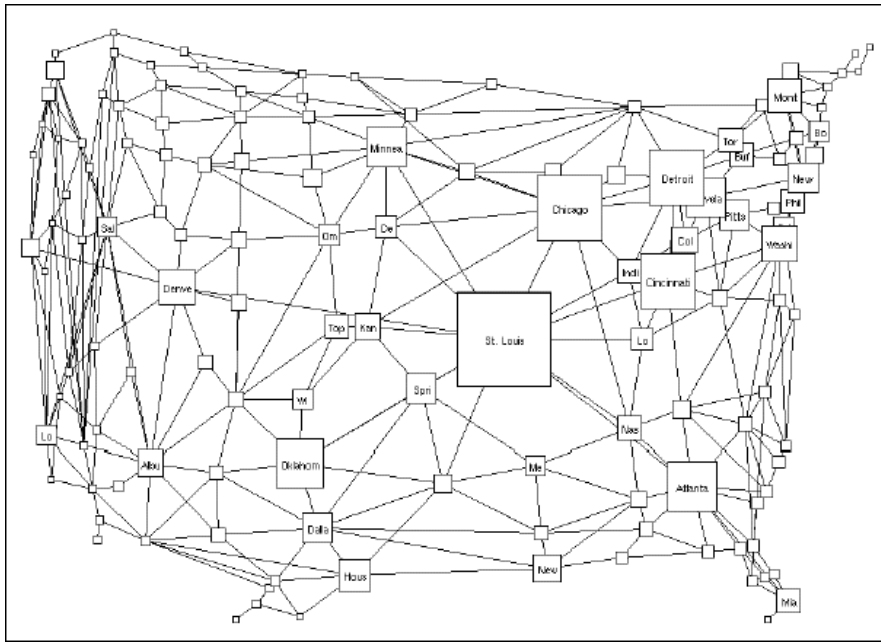 Mont
Bo
Tor
Buf
Minnea
Detroit
New
Chicago
vela
Phil
Pitts
Sal
Om
De
Col
Washi
Indi
Cincinnati
Denve
Top
Kan
St. Louis
Lo
Spri
Wi
Nas
Lo
Albu
Oklahom
Me
Atlanta
Dalla
Hous
New
Mia